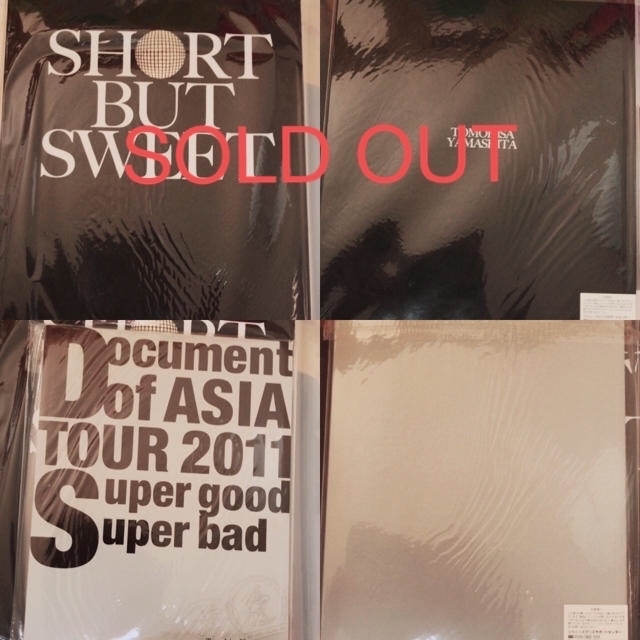 SHORT
BUT
SWEET
TOMOHISA
YAMASHITA
SOLD OUT
Document
of ASIA
TOUR 2011
Super good
Super bad